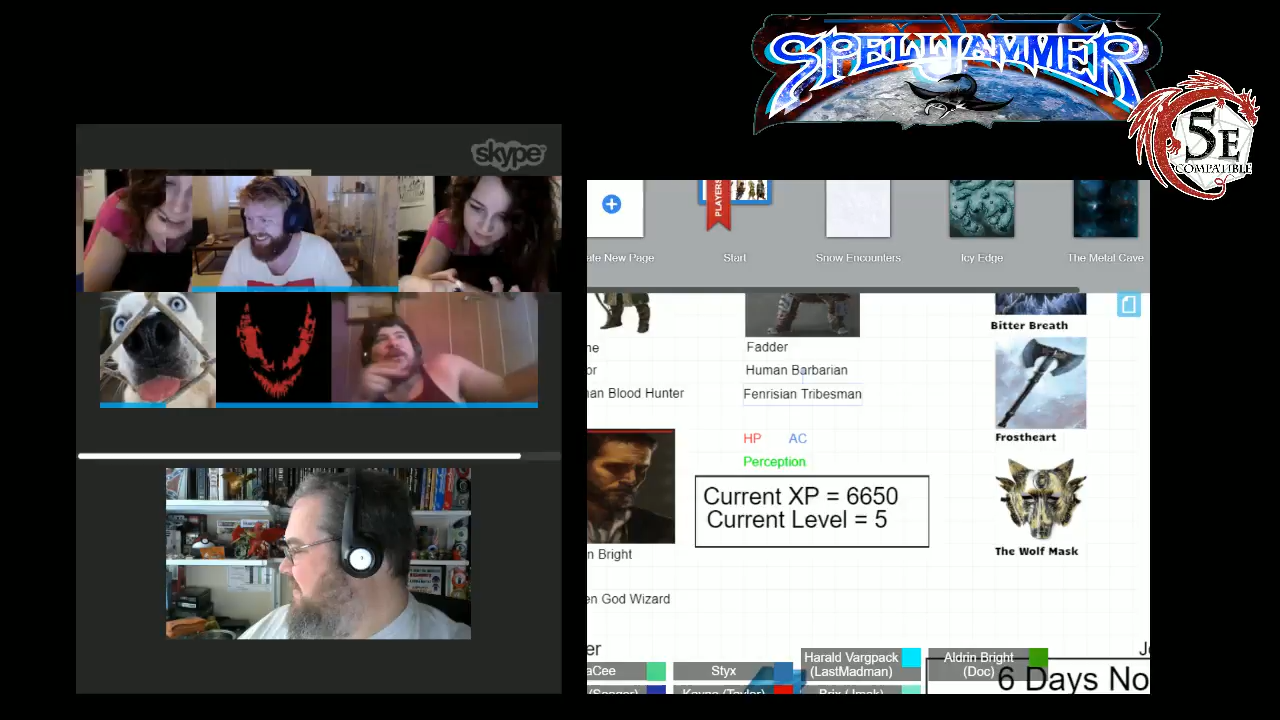 SPELLJAMMER
5E
COMPATIBLE
skype
PLAYERS
ate New Page
Start
Snow Encounters
Icy Edge
The Metal Cave
Bitter Breath
Fadder
Human Barbarian
an Blood Hunter
Fenrisian Tribesman
Frostheart
HP AC
Perception
Current XP = 6650
Current Level = 5
The Wolf Mask
n Bright
en God Wizard
er
aCee
Styx
Harald Vargpack
(LastMadman)
Aldrin Bright
(Doc)
6 Days No